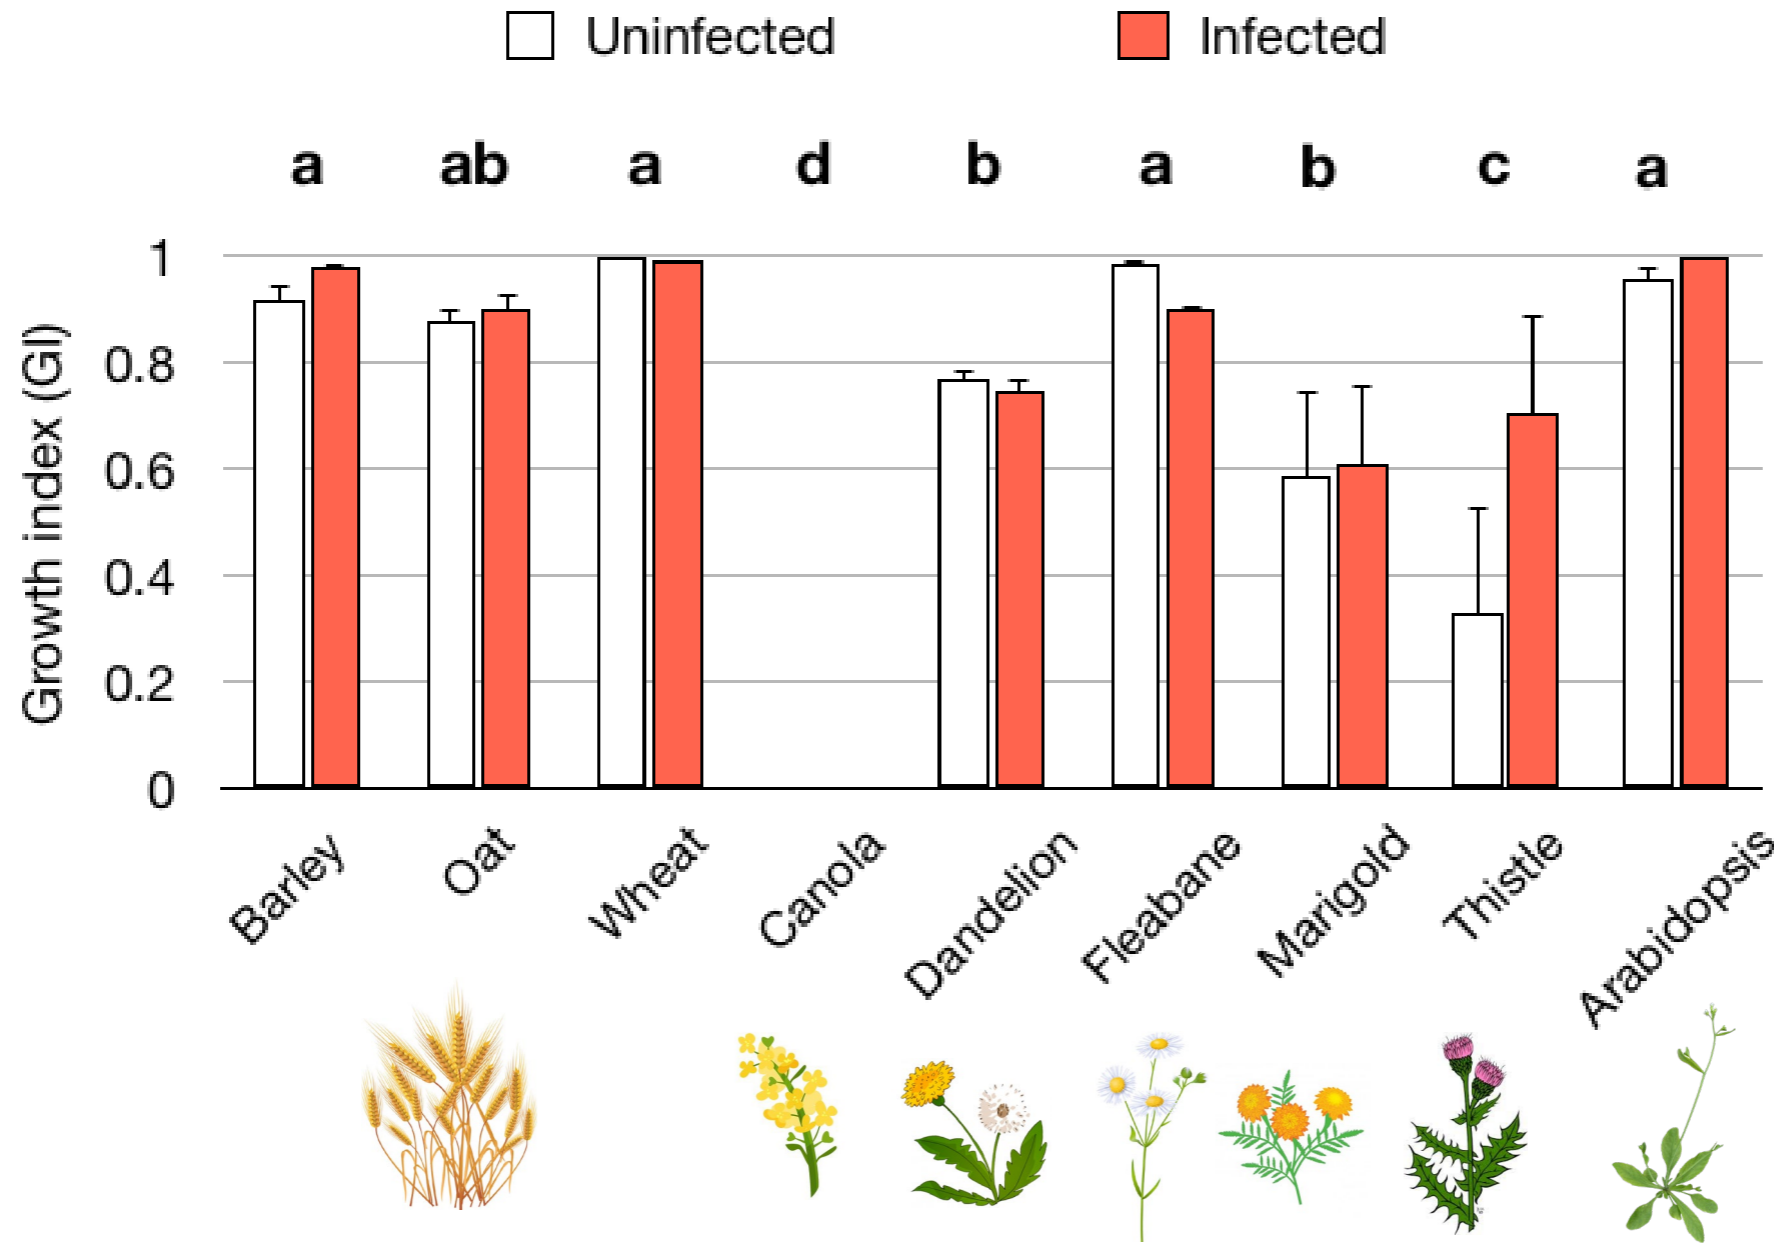 Uninfected Infected
a ab a d b a b c a
Growth index (GI)
1
0.8
0.6
0.4
0.2
0
Barley
Oat
Wheat
Canola
Dandelion
Fleabane
Marigold
Thistle
Arabidopsis